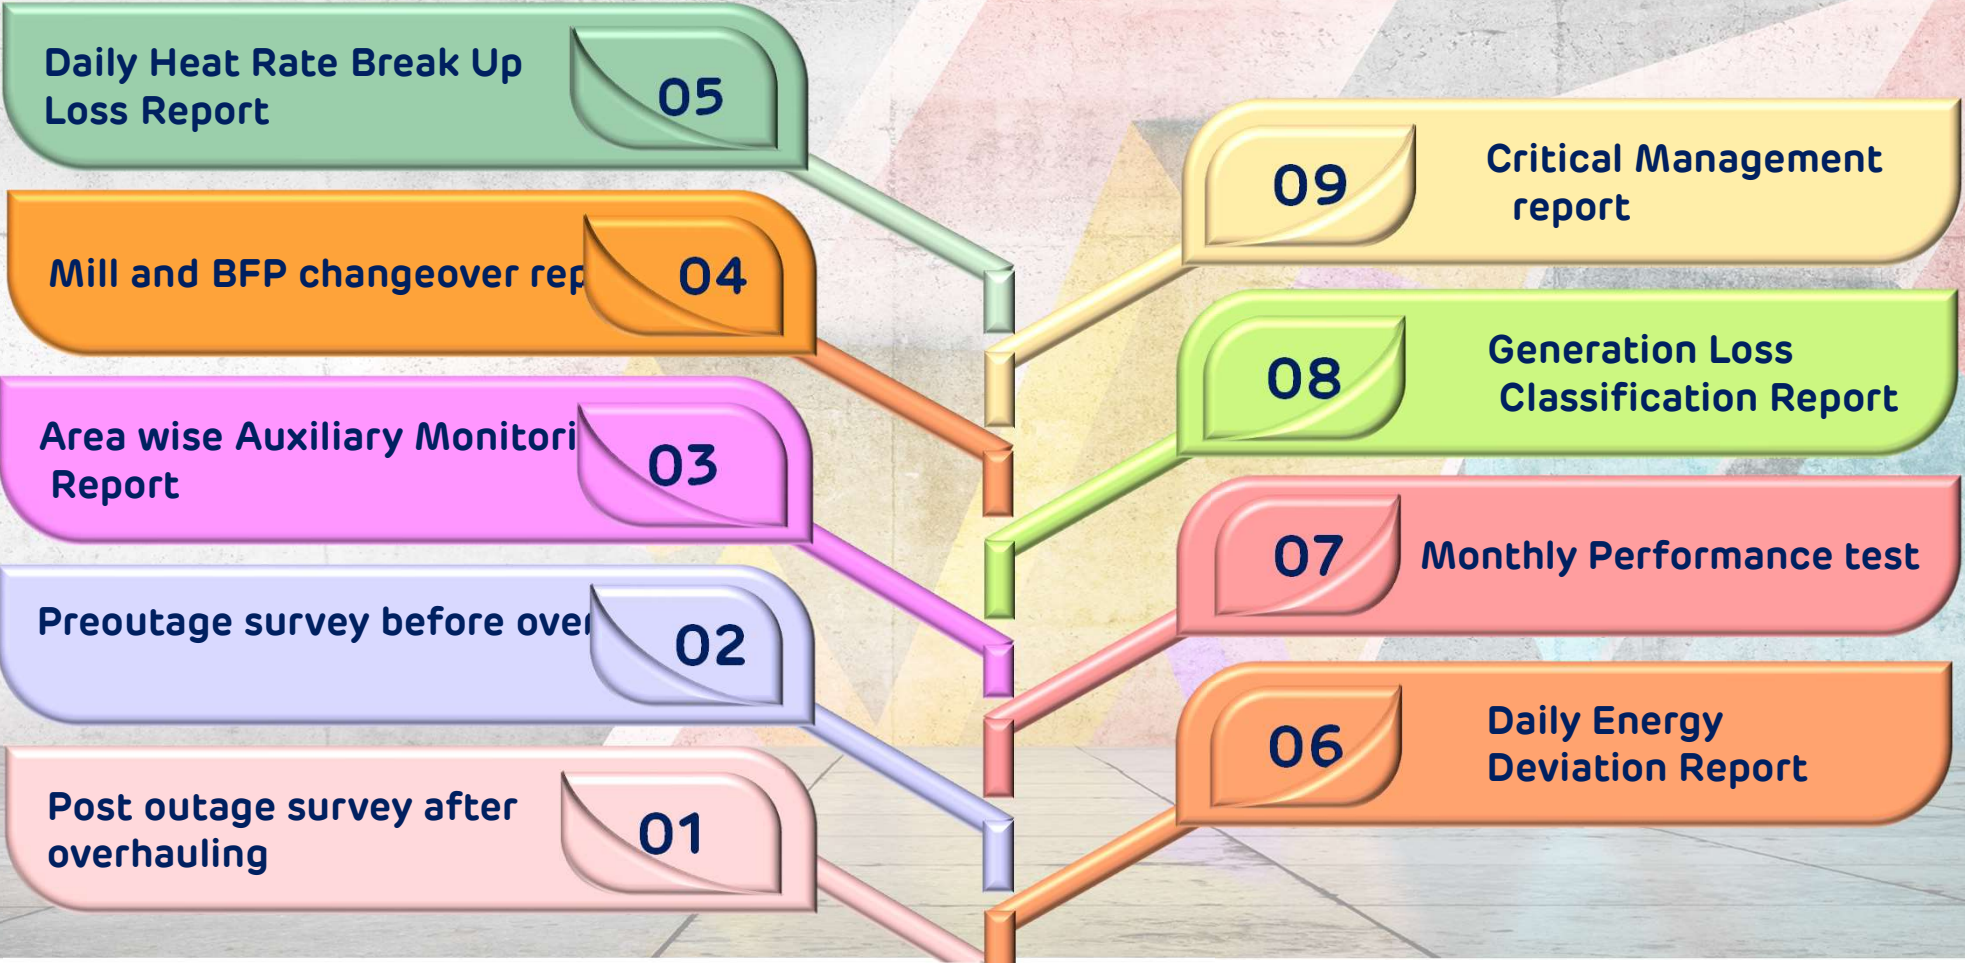 Daily Heat Rate Break Up
Loss Report
05
Mill and BFP changeover rep
04
Area wise Auxiliary Monitori
Report
03
Preoutage survey before over
02
Post outage survey after
overhauling
01
09
Critical Management
report
08
Generation Loss
Classification Report
07
Monthly Performance test
06
Daily Energy
Deviation Report